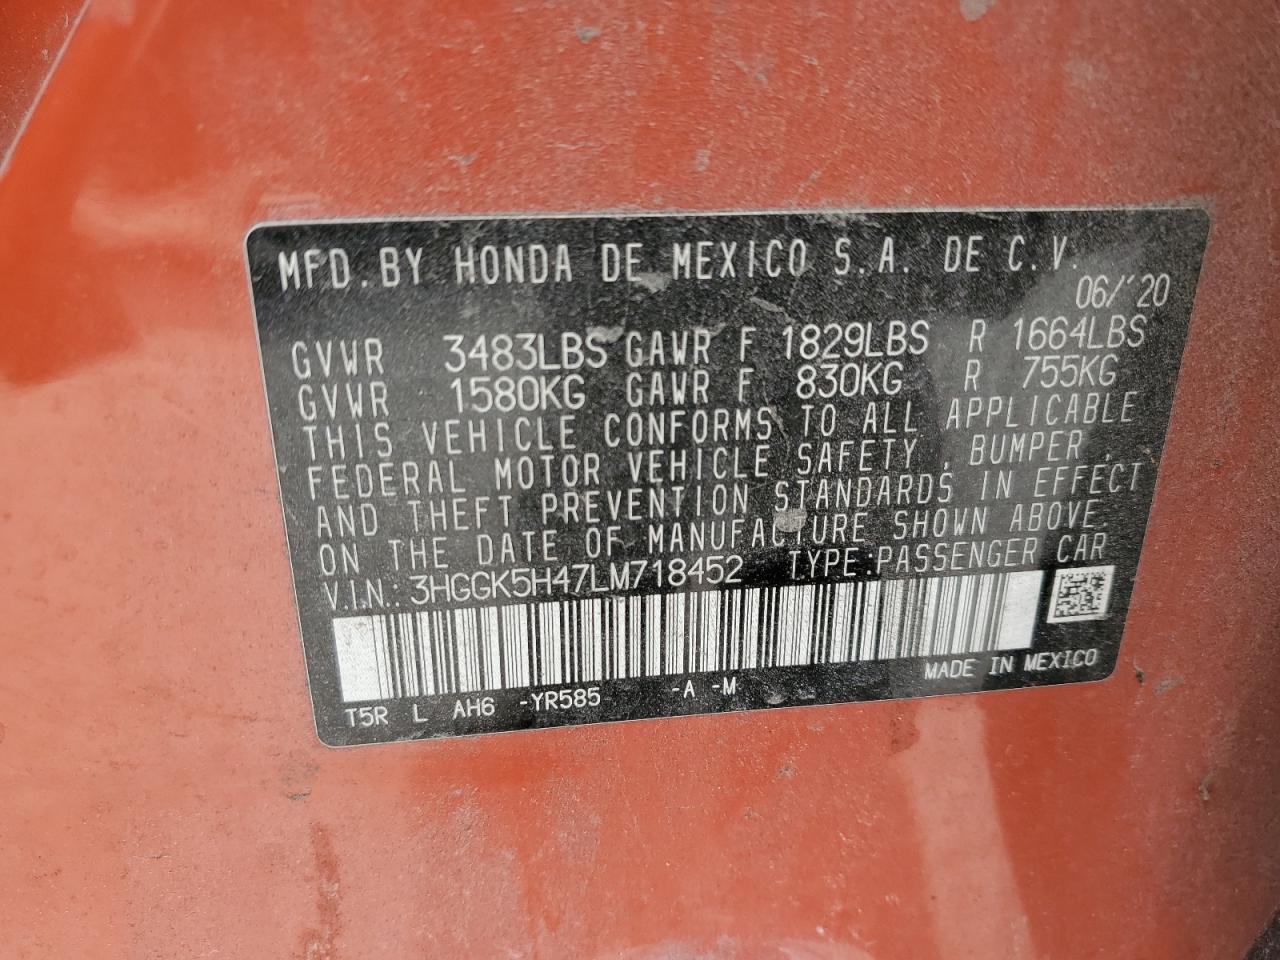 MFD. BY HONDA DE MEXICO S.A. DE C.V.
06/'20
GVWR 3483LBS GAWR F 1829LBS R 1664LBS
GVWR 1580KG GAWR F 830KG R 755KG
THIS VEHICLE CONFORMS TO ALL APPLICABLE
FEDERAL MOTOR VEHICLE SAFETY, BUMPER,
AND THEFT PREVENTION STANDARDS IN EFFECT
ON THE DATE OF MANUFACTURE SHOWN ABOVE.
V.I.N.: 3HGGK5H47LM718452 TYPE:PASSENGER CAR
MADE IN MEXICO
T5R L AH6 -YR585 -A -M